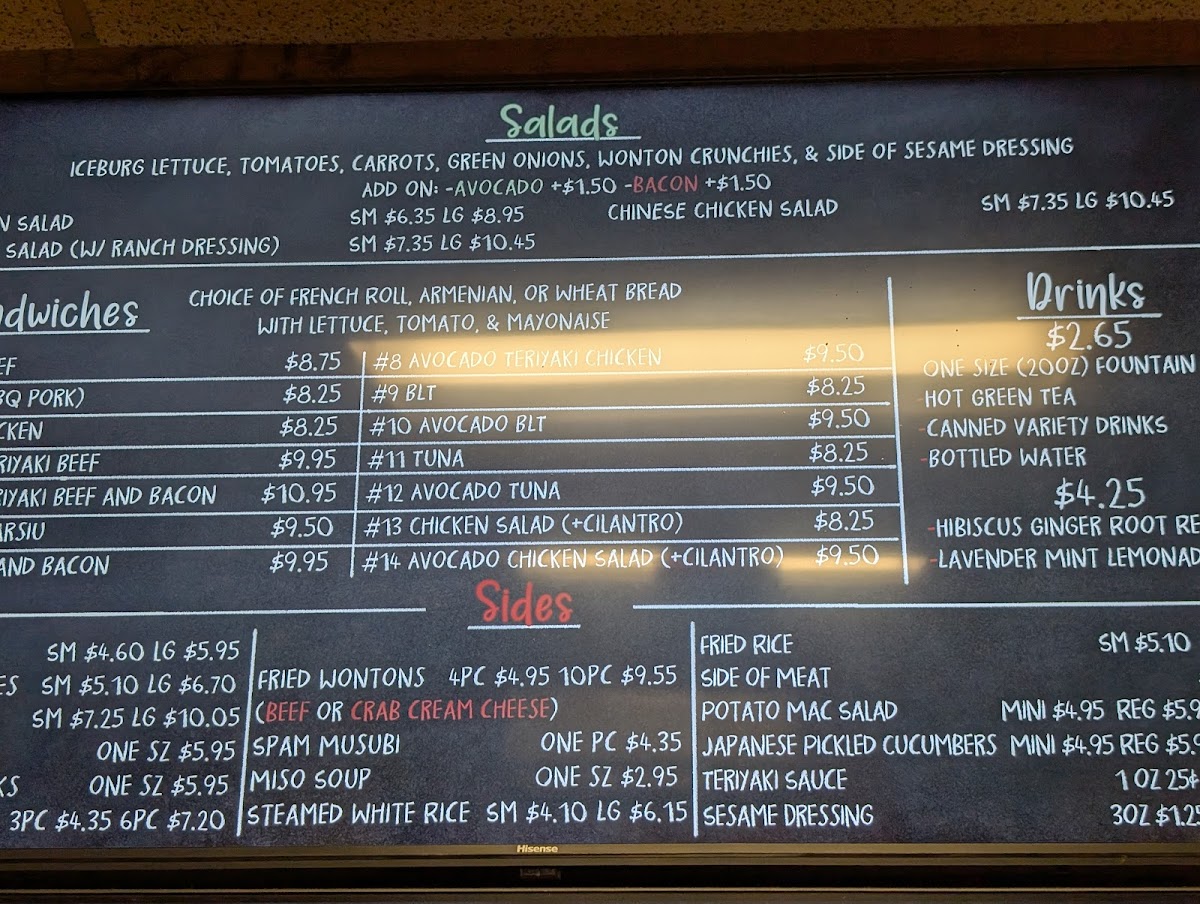 Salads
ICEBURG LETTUCE, TOMATOES, CARROTS, GREEN ONIONS, WONTON CRUNCHIES, & SIDE OF SESAME DRESSING
ADD ON: -AVOCADO +$1.50 -BACON +$1.50
N SALAD SM $6.35 LG $8.95 CHINESE CHICKEN SALAD SM $7.35 LG $10.45
SALAD (W/ RANCH DRESSING) SM $7.35 LG $10.45
dwiches
CHOICE OF FRENCH ROLL, ARMENIAN, OR WHEAT BREAD
WITH LETTUCE, TOMATO, & MAYONAISE
EF $8.75
BQ PORK) $8.25
CKEN $8.25
RIYAKI BEEF $9.95
RIYAKI BEEF AND BACON $10.95
ARSIU $9.50
AND BACON $9.95
#8 AVOCADO TERIYAKI CHICKEN $9.50
#9 BLT $8.25
#10 AVOCADO BLT $9.50
#11 TUNA $8.25
#12 AVOCADO TUNA $9.50
#13 CHICKEN SALAD (+CILANTRO) $8.25
#14 AVOCADO CHICKEN SALAD (+CILANTRO) $9.50
Drinks
$2.65
ONE SIZE (20OZ) FOUNTAIN
-HOT GREEN TEA
-CANNED VARIETY DRINKS
-BOTTLED WATER
$4.25
-HIBISCUS GINGER ROOT RE
-LAVENDER MINT LEMONAD
Sides
SM $4.60 LG $5.95
ES SM $5.10 LG $6.70
SM $7.25 LG $10.05
ONE SZ $5.95
KS ONE SZ $5.95
3PC $4.35 6PC $7.20
FRIED WONTONS 4PC $4.95 10PC $9.55
(BEEF OR CRAB CREAM CHEESE)
SPAM MUSUBI ONE PC $4.35
MISO SOUP ONE SZ $2.95
STEAMED WHITE RICE SM $4.10 LG $6.15
FRIED RICE SM $5.10
SIDE OF MEAT
POTATO MAC SALAD MINI $4.95 REG $5.9
JAPANESE PICKLED CUCUMBERS MINI $4.95 REG $5.9
TERIYAKI SAUCE 1 OZ 25¢
SESAME DRESSING 3OZ $1.25
Hisense